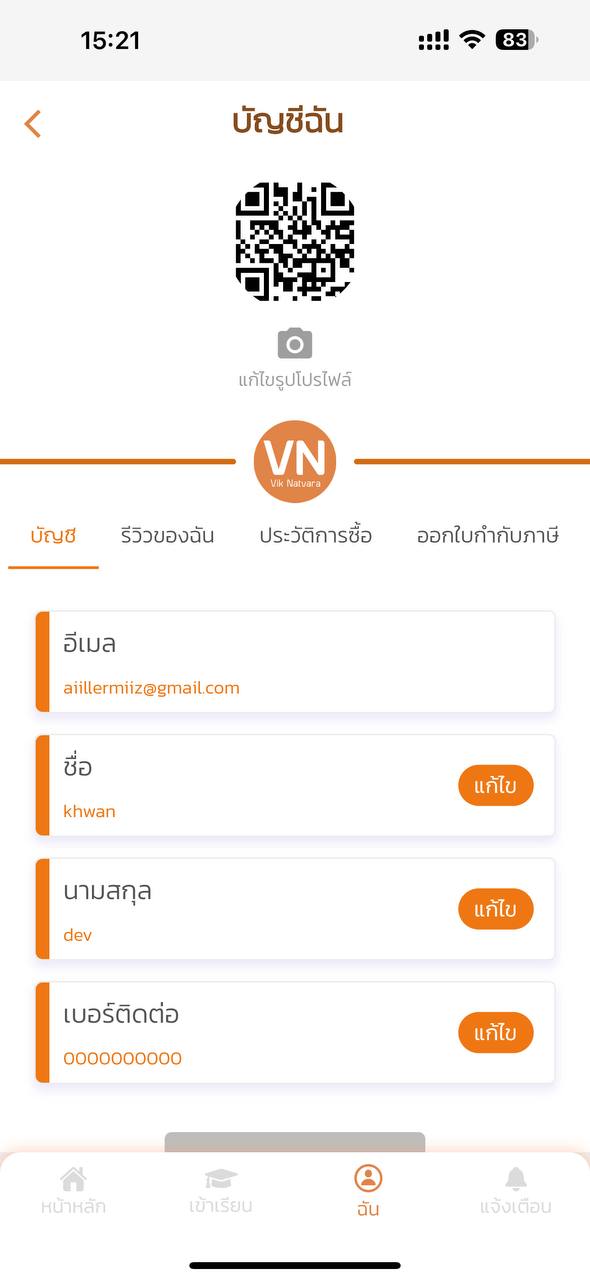 15:21
83
บัญชีฉัน
แก้ไขรูปโปรไฟล์
VN
Vik Natvara
บัญชี รีวิวของฉัน ประวัติการซื้อ ออกใบกำกับภาษี
อีเมล
aiillermiiz@gmail.com
ชื่อ
khwan
แก้ไข
นามสกุล
dev
แก้ไข
เบอร์ติดต่อ
0000000000
แก้ไข
หน้าหลัก เข้าเรียน ฉัน แจ้งเตือน